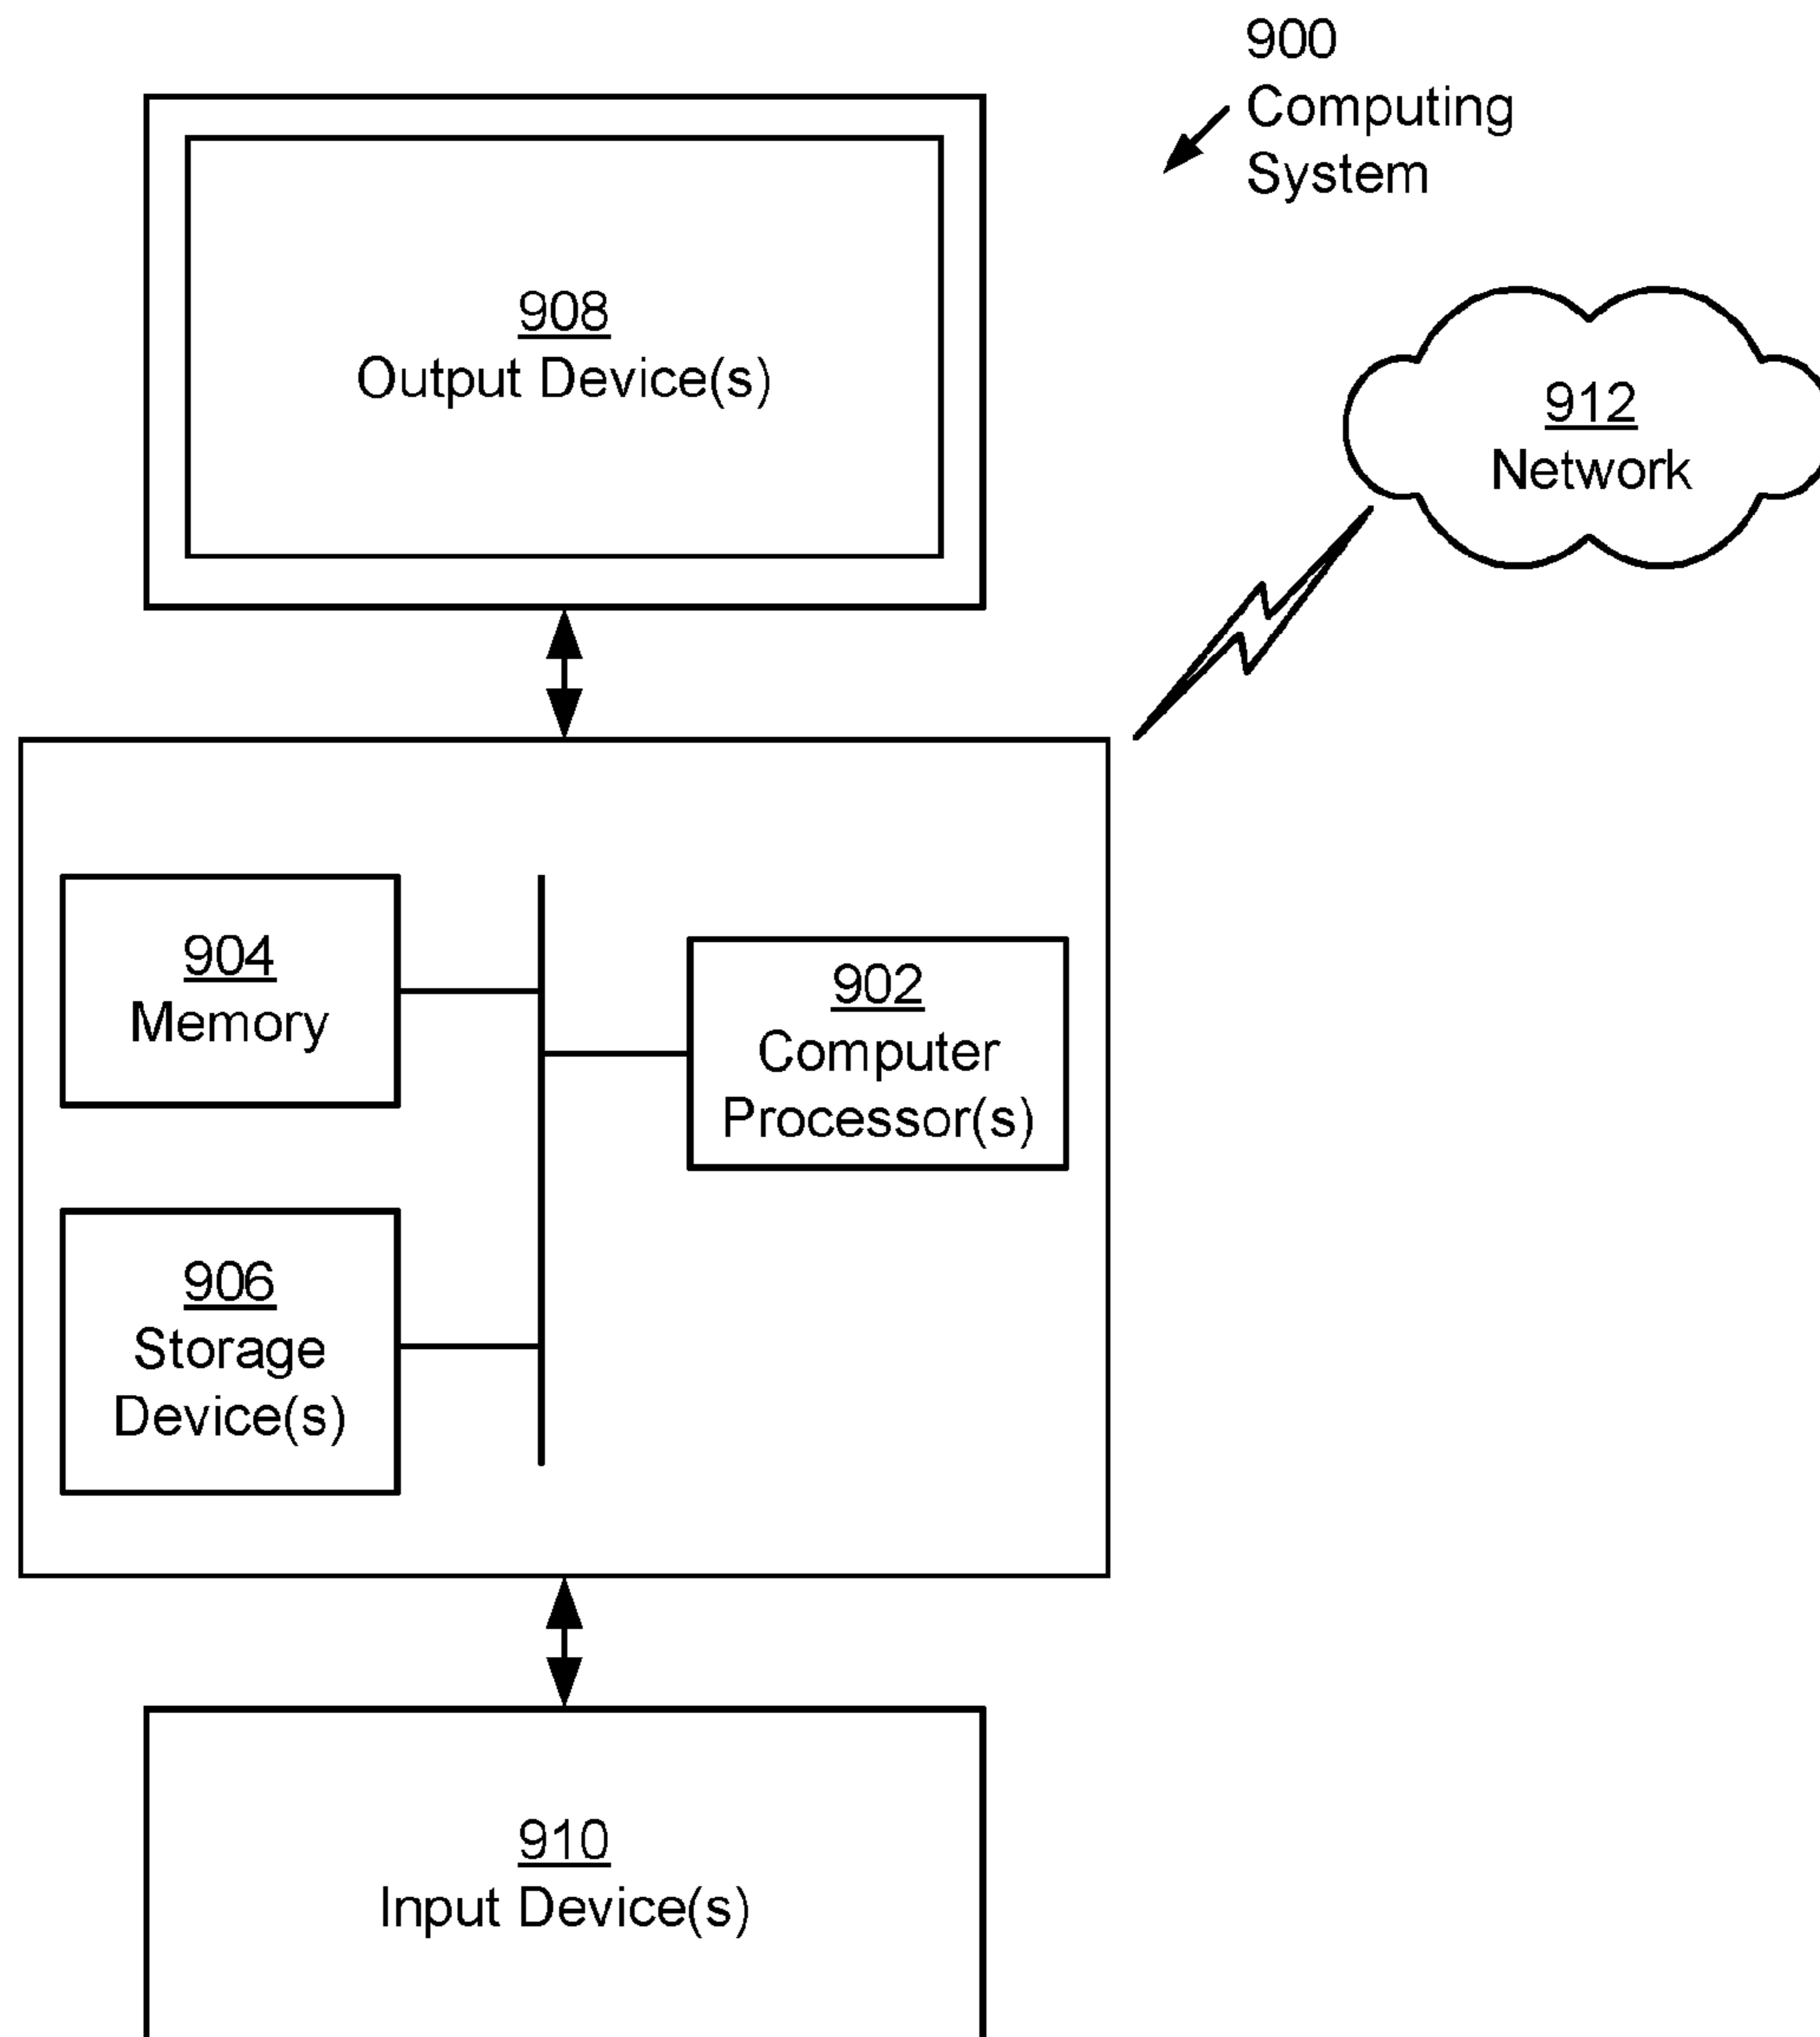 900
Computing
System
908
Output Device(s)
912
Network
904
Memory
902
Computer
Processor(s)
906
Storage
Device(s)
910
Input Device(s)